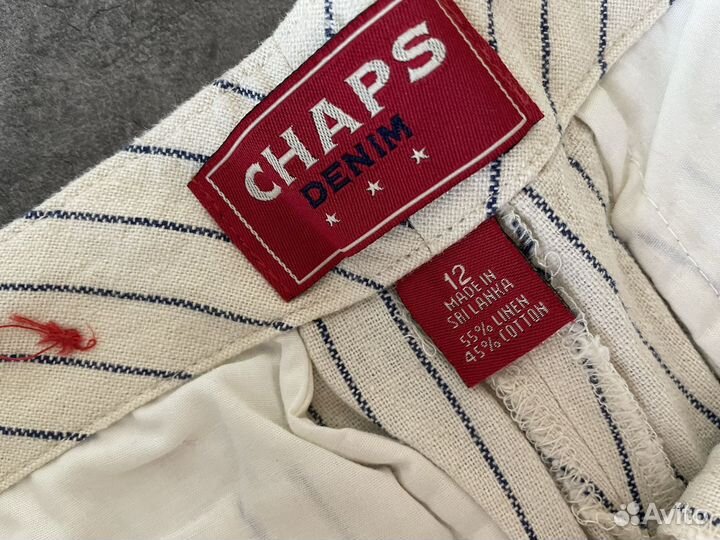 CHAPS
DENIM
12
MADE IN
SRI LANKA
55% LINEN
45% COTTON
Avito